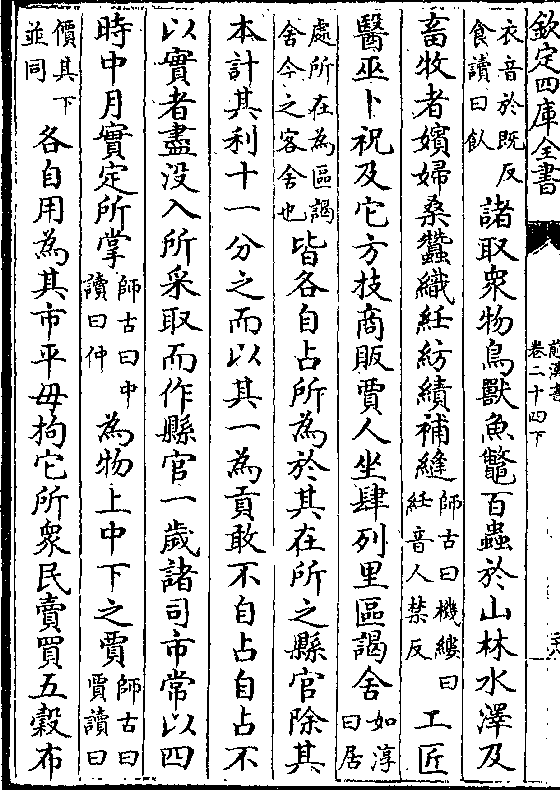 欽定四庫全書
前漢書
卷二十四下
衣音於既反
食讀曰飤
諸取衆物鳥獸魚鼈百蟲於山林水澤及
畜牧者嬪婦桑蠶織紝紡績補縫
師古曰機縷曰
紝音人禁反
工匠
醫巫卜祝及它方技商販賈人坐肆列里區謁舍
如淳
曰居
處所在為區謁
舍今之客舍也
皆各自占所為於其在所之縣官除其
本計其利十一分之而以其一為貢敢不自占自占不
以實者盡没入所采取而作縣官一歲諸司市常以四
時中月實定所掌
師古曰中
讀曰仲
為物上中下之賈
師古曰
賈讀曰
價其下
並同
各自用為其市平毋拘它所衆民賣買五穀布